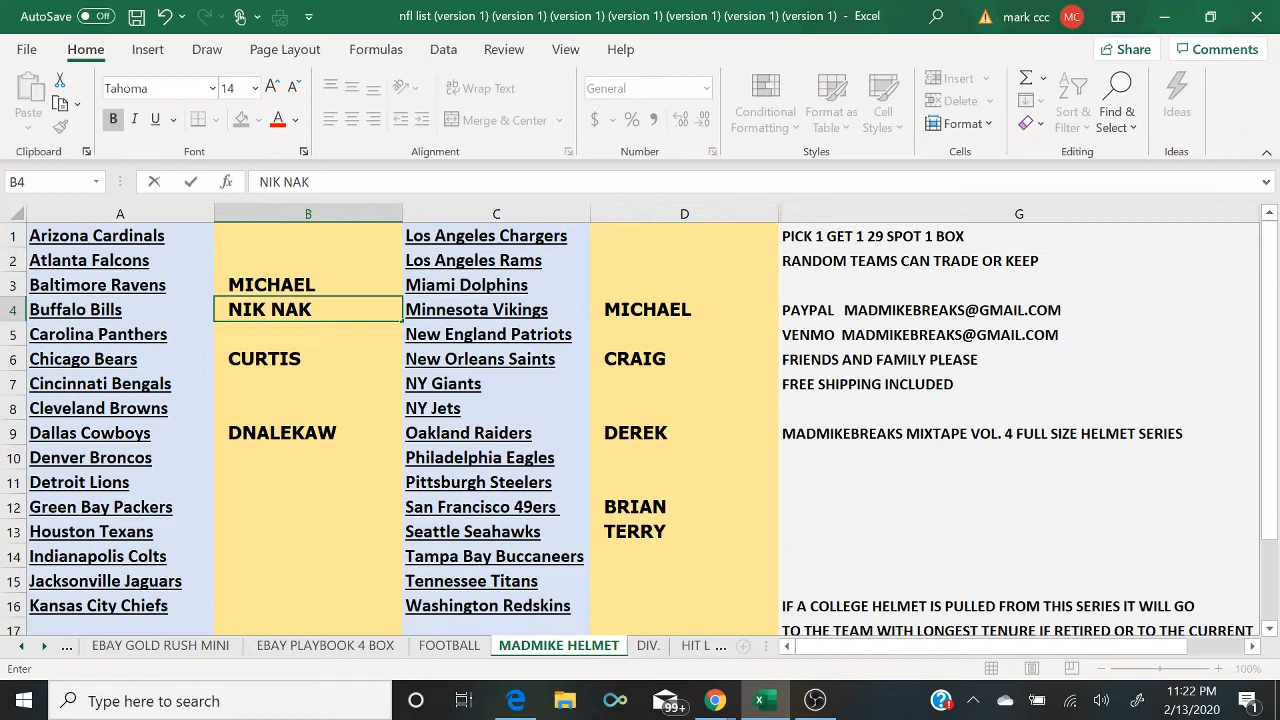 AutoSave Off nfl list (version 1) (version 1) (version 1) (version 1) (version 1) (version 1) (version 1) - Excel mark ccc MC
File Home Insert Draw Page Layout Formulas Data Review View Help Share Comments
Paste Tahoma 14 Wrap Text General Insert
B I U A Merge & Center $ % Conditional Formatting Format as Table Cell Styles Delete Format Sort & Filter Find & Select Ideas
Clipboard Font Alignment Number Styles Cells Editing Ideas
B4 fx NIK NAK
A B C D G
1 Arizona Cardinals Los Angeles Chargers PICK 1 GET 1 29 SPOT 1 BOX
2 Atlanta Falcons Los Angeles Rams RANDOM TEAMS CAN TRADE OR KEEP
3 Baltimore Ravens MICHAEL Miami Dolphins
4 Buffalo Bills NIK NAK Minnesota Vikings MICHAEL PAYPAL MADMIKEBREAKS@GMAIL.COM
5 Carolina Panthers New England Patriots VENMO MADMIKEBREAKS@GMAIL.COM
6 Chicago Bears CURTIS New Orleans Saints CRAIG FRIENDS AND FAMILY PLEASE
7 Cincinnati Bengals NY Giants FREE SHIPPING INCLUDED
8 Cleveland Browns NY Jets
9 Dallas Cowboys DNALEKAW Oakland Raiders DEREK MADMIKEBREAKS MIXTAPE VOL. 4 FULL SIZE HELMET SERIES
10 Denver Broncos Philadelphia Eagles
11 Detroit Lions Pittsburgh Steelers
12 Green Bay Packers San Francisco 49ers BRIAN
13 Houston Texans Seattle Seahawks TERRY
14 Indianapolis Colts Tampa Bay Buccaneers
15 Jacksonville Jaguars Tennessee Titans
16 Kansas City Chiefs Washington Redskins IF A COLLEGE HELMET IS PULLED FROM THIS SERIES IT WILL GO
17 TO THE TEAM WITH LONGEST TENURE IF RETIRED OR TO THE CURRENT
... EBAY GOLD RUSH MINI EBAY PLAYBOOK 4 BOX FOOTBALL MADMIKE HELMET DIV. HIT L ...
Enter 100%
Type here to search 99+ 11:22 PM
2/13/2020 1